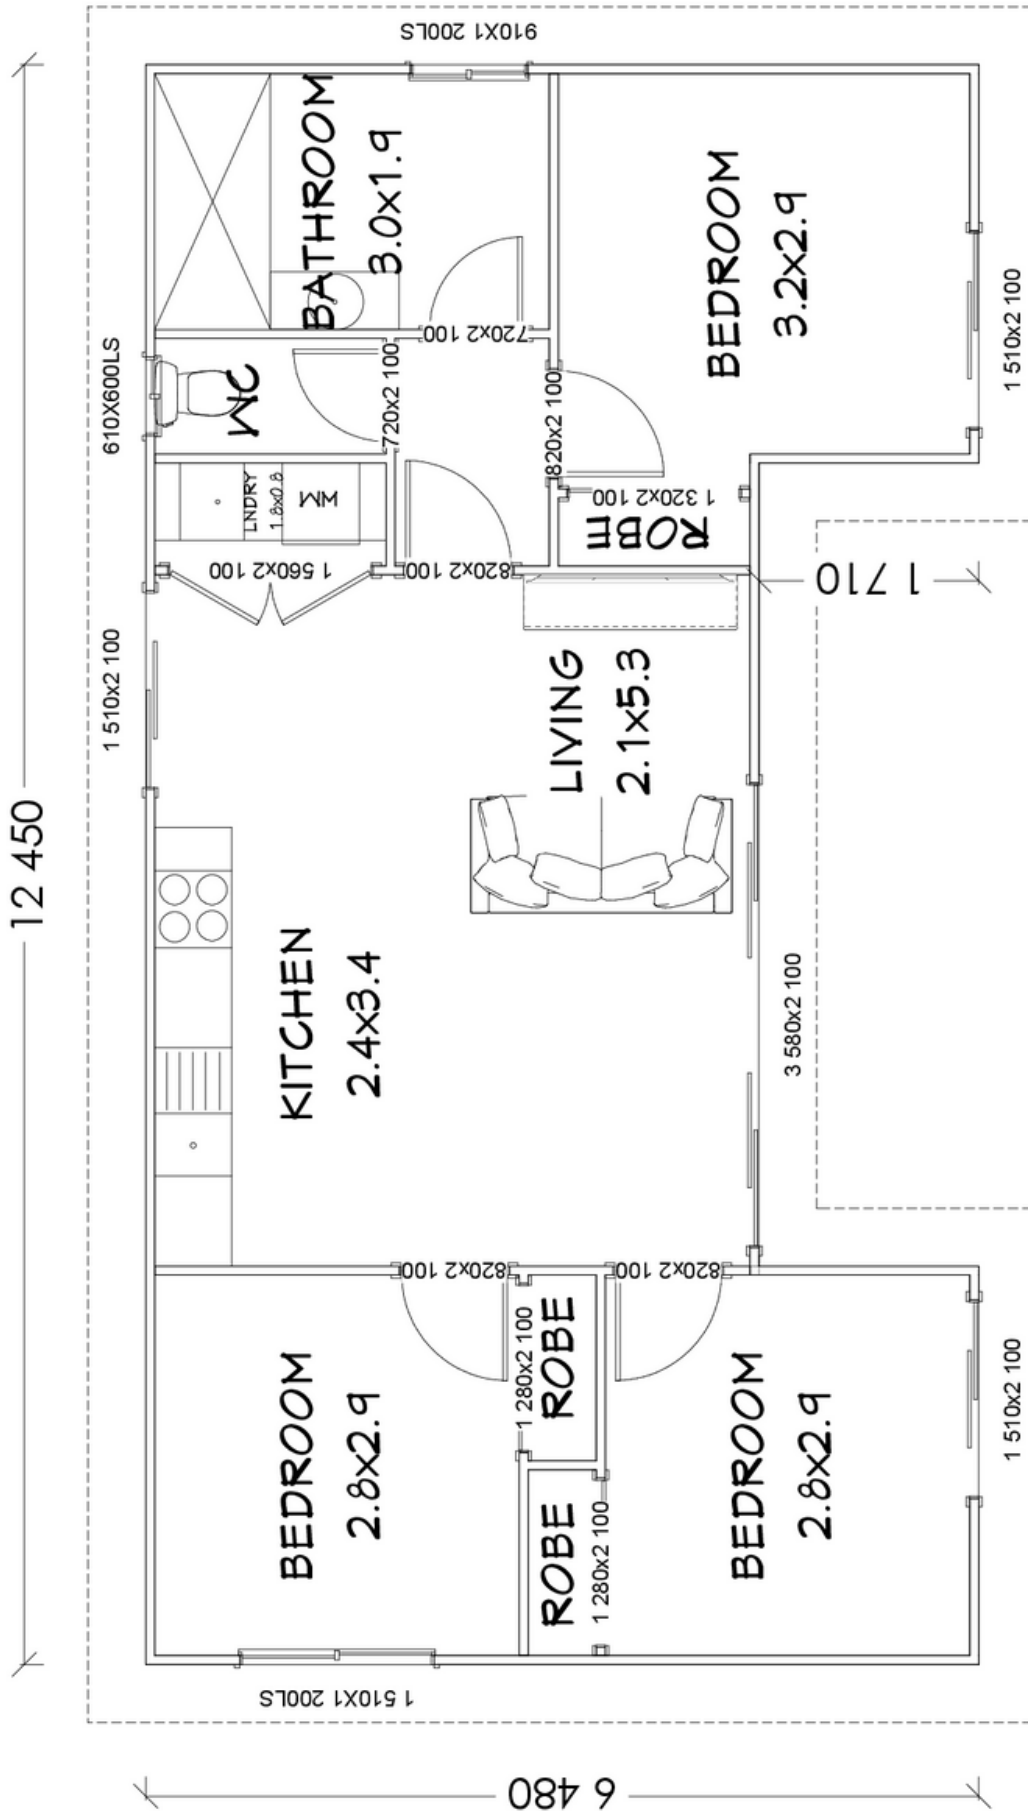 910X1 200LS
12 450
BATHROOM
3.0x1.9
BEDROOM
3.2x2.9
1 510x2 100
610X600LS
WC
720x2 100
720x2 100
820x2 100
LNDRY
1.8x0.8
WM
1 560x2 100
820x2 100
1 320x2 100
ROBE
1 710
1 510x2 100
LIVING
2.1x5.3
KITCHEN
2.4x3.4
3 580x2 100
820x2 100
820x2 100
BEDROOM
2.8x2.9
1 280x2 100
ROBE
ROBE
1 280x2 100
BEDROOM
2.8x2.9
1 510x2 100
1 510X1 200LS
6 480